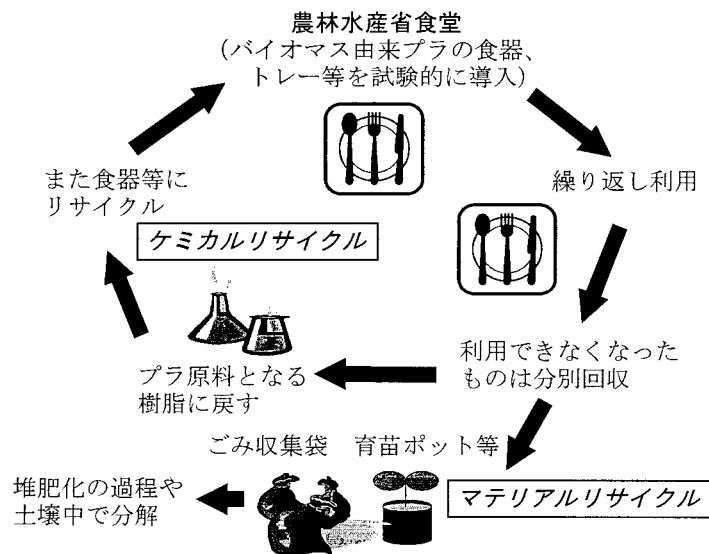 農林水産省食堂
(バイオマス由来プラの食器、
トレー等を試験的に導入)
また食器等に
リサイクル
繰り返し利用
ケミカルリサイクル
利用できなくなった
ものは分別回収
プラ原料となる
樹脂に戻す
ごみ収集袋 育苗ポット等
堆肥化の過程や
土壌中で分解
マテリアルリサイクル